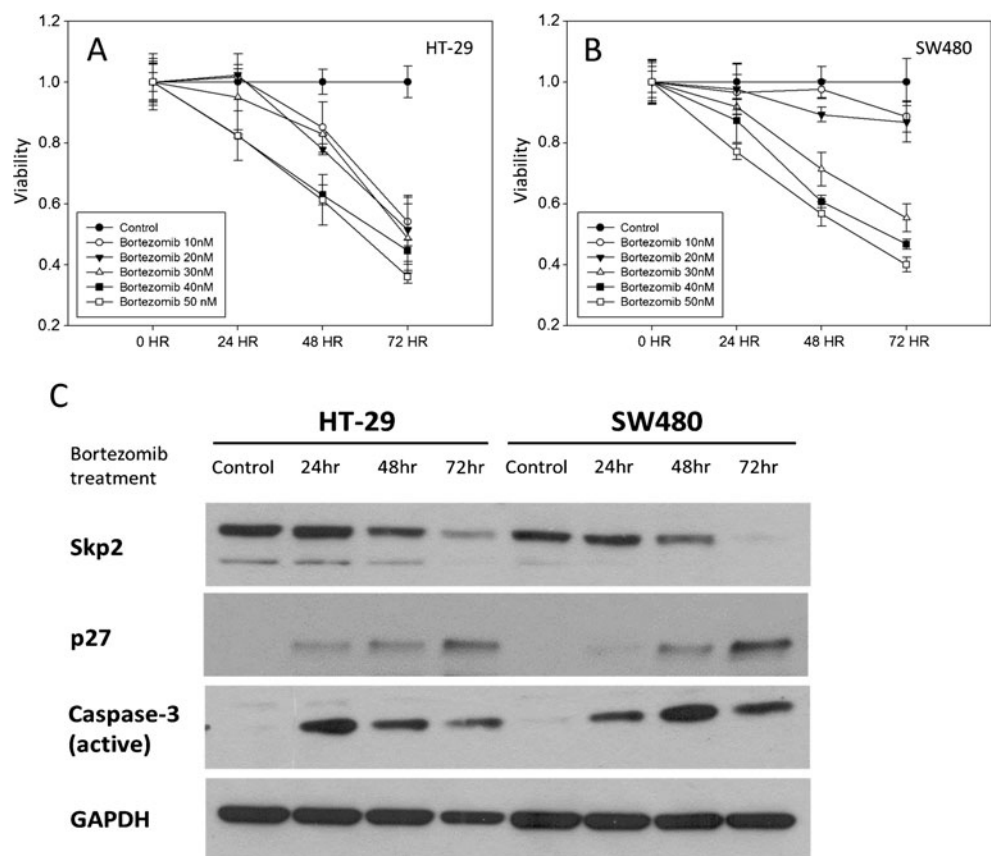 A
HT-29
Viability
1.2
1.0
0.8
0.6
0.4
0.2
Control
Bortezomib 10nM
Bortezomib 20nM
Bortezomib 30nM
Bortezomib 40nM
Bortezomib 50 nM
0 HR 24 HR 48 HR 72 HR
B
SW480
Viability
1.2
1.0
0.8
0.6
0.4
0.2
Control
Bortezomib 10nM
Bortezomib 20nM
Bortezomib 30nM
Bortezomib 40nM
Bortezomib 50nM
0 HR 24 HR 48 HR 72 HR
C
HT-29 SW480
Bortezomib
treatment
Control 24hr 48hr 72hr Control 24hr 48hr 72hr
Skp2
p27
Caspase-3
(active)
GAPDH